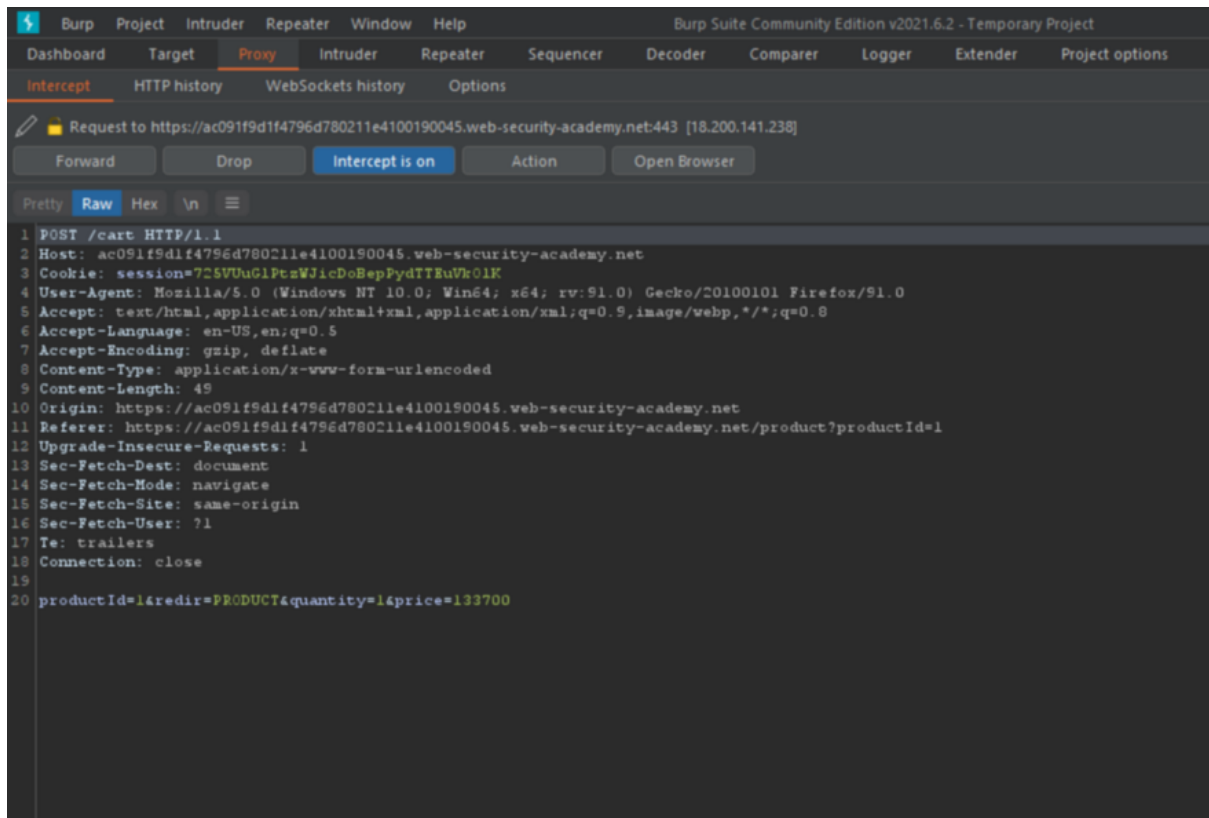 Burp Project Intruder Repeater Window Help Burp Suite Community Edition v2021.6.2 - Temporary Project
Dashboard Target Proxy Intruder Repeater Sequencer Decoder Comparer Logger Extender Project options
Intercept HTTP history WebSockets history Options
Request to https://ac091f9d1f4796d780211e4100190045.web-security-academy.net:443 [18.200.141.238]
Forward Drop Intercept is on Action Open Browser
Pretty Raw Hex \n
1 POST /cart HTTP/1.1
2 Host: ac091f9d1f4796d780211e4100190045.web-security-academy.net
3 Cookie: session=725VUuGlPtzWJicDoBepPydTTEuVk01K
4 User-Agent: Mozilla/5.0 (Windows NT 10.0; Win64; x64; rv:91.0) Gecko/20100101 Firefox/91.0
5 Accept: text/html,application/xhtml+xml,application/xml;q=0.9,image/webp,*/*;q=0.8
6 Accept-Language: en-US,en;q=0.5
7 Accept-Encoding: gzip, deflate
8 Content-Type: application/x-www-form-urlencoded
9 Content-Length: 49
10 Origin: https://ac091f9d1f4796d780211e4100190045.web-security-academy.net
11 Referer: https://ac091f9d1f4796d780211e4100190045.web-security-academy.net/product?productId=1
12 Upgrade-Insecure-Requests: 1
13 Sec-Fetch-Dest: document
14 Sec-Fetch-Mode: navigate
15 Sec-Fetch-Site: same-origin
16 Sec-Fetch-User: ?1
17 Te: trailers
18 Connection: close
19
20 productId=1&redir=PRODUCT&quantity=1&price=133700